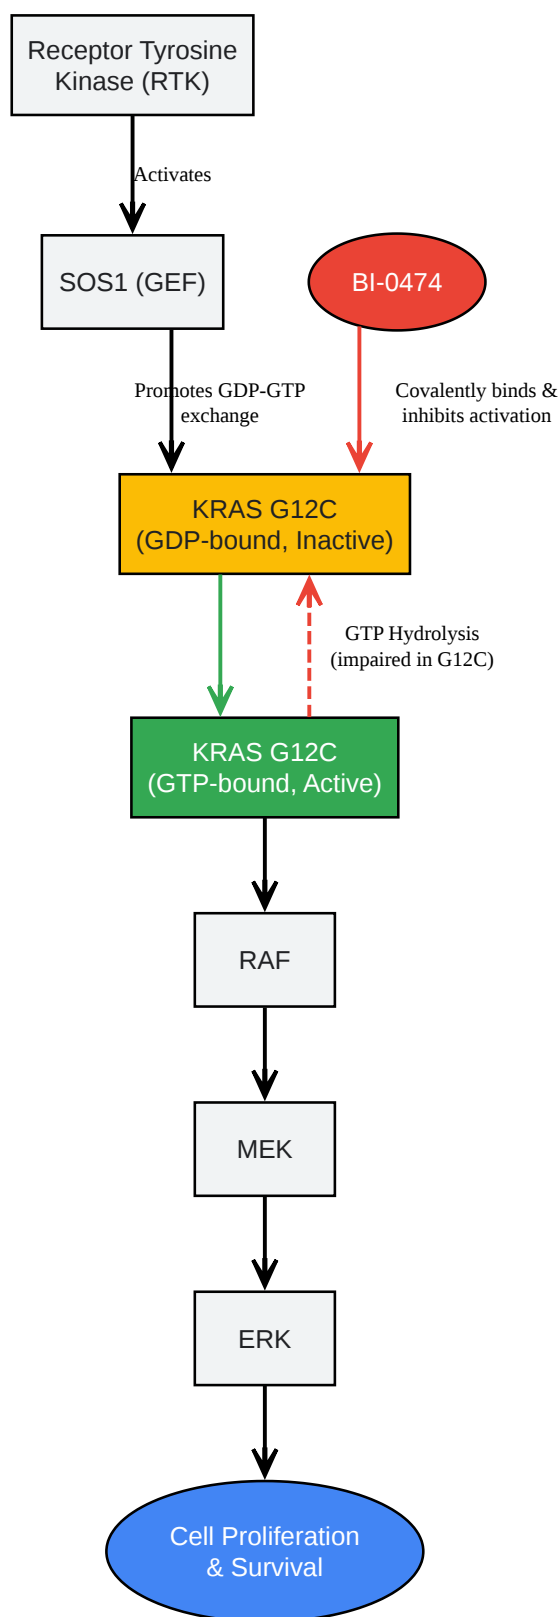 Receptor Tyrosine
Kinase (RTK)
Activates
SOS1 (GEF)
BI-0474
Promotes GDP-GTP
exchange
Covalently binds &
inhibits activation
KRAS G12C
(GDP-bound, Inactive)
GTP Hydrolysis
(impaired in G12C)
KRAS G12C
(GTP-bound, Active)
RAF
MEK
ERK
Cell Proliferation
& Survival